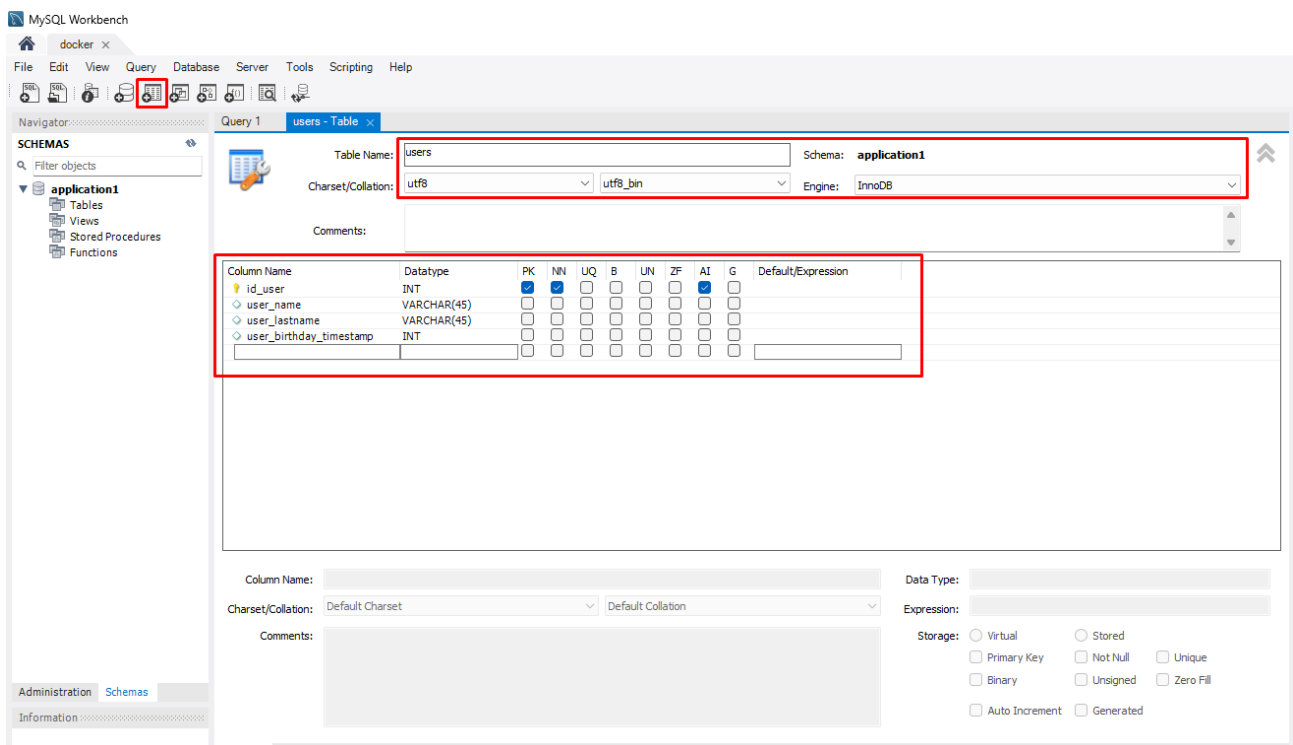 MySQL Workbench
docker ×
File Edit View Query Database Server Tools Scripting Help
Navigator
SCHEMAS
Filter objects
application1
Tables
Views
Stored Procedures
Functions
Administration Schemas
Information
Query 1 users - Table ×
Table Name: users Schema: application1
Charset/Collation: utf8 utf8_bin Engine: InnoDB
Comments:
Column Name Datatype PK NN UQ B UN ZF AI G Default/Expression
id_user INT
user_name VARCHAR(45)
user_lastname VARCHAR(45)
user_birthday_timestamp INT
Column Name: Data Type:
Charset/Collation: Default Charset Default Collation Expression:
Comments: Storage: Virtual Stored
Primary Key Not Null Unique
Binary Unsigned Zero Fill
Auto Increment Generated